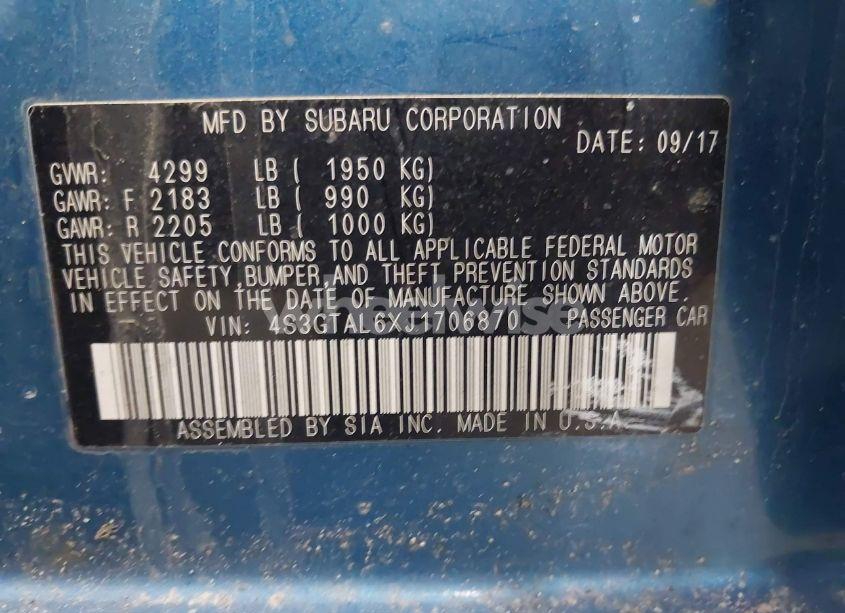 MFD BY SUBARU CORPORATION
DATE: 09/17
GVWR: 4299 LB ( 1950 KG)
GAWR: F 2183 LB ( 990 KG)
GAWR: R 2205 LB ( 1000 KG)
THIS VEHICLE CONFORMS TO ALL APPLICABLE FEDERAL MOTOR
VEHICLE SAFETY,BUMPER,AND THEFT PREVENTION STANDARDS
IN EFFECT ON THE DATE OF MANUFACTURE SHOWN ABOVE.
VIN: 4S3GTAL6XJ1706870 PASSENGER CAR
ASSEMBLED BY SIA INC. MADE IN U.S.A